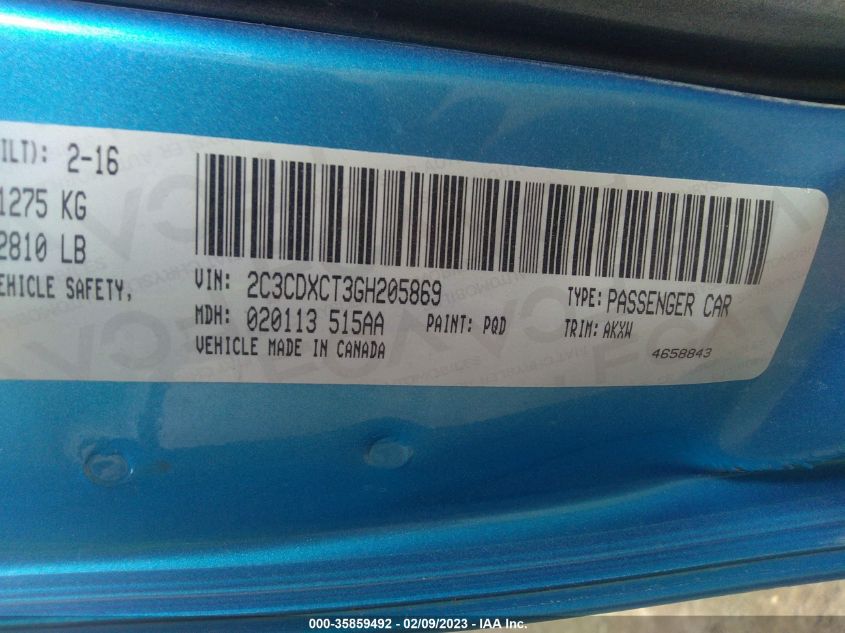 ILT): 2-16
1275 KG
2810 LB
EHICLE SAFETY,
VIN: 2C3CDXCT3GH205869 TYPE: PASSENGER CAR
MDH: 020113 515AA PAINT: PQD TRIM: AKXW
VEHICLE MADE IN CANADA 4658843
000-35859492 - 02/09/2023 - IAA Inc.